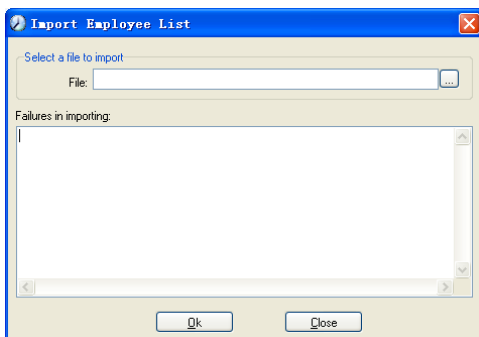 Import Employee List
Select a file to import
File:
...
Failures in importing:
Ok
Close